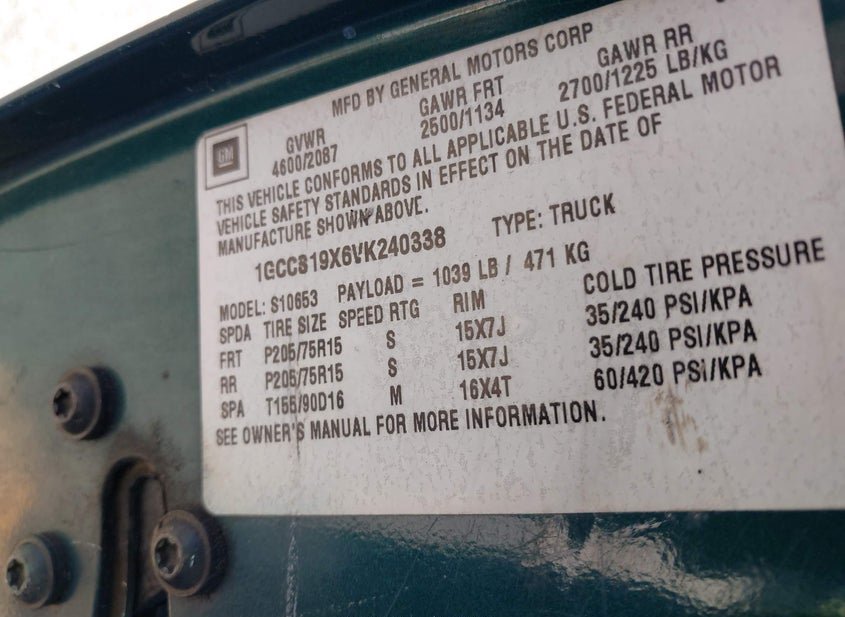 MFD BY GENERAL MOTORS CORP
GVWR GAWR FRT GAWR RR
4600/2087 2500/1134 2700/1225 LB/KG
GM
THIS VEHICLE CONFORMS TO ALL APPLICABLE U.S. FEDERAL MOTOR
VEHICLE SAFETY STANDARDS IN EFFECT ON THE DATE OF
MANUFACTURE SHOWN ABOVE.
1GCCS19X6VK240338 TYPE: TRUCK
MODEL: S10653 PAYLOAD = 1039 LB / 471 KG
SPDA TIRE SIZE SPEED RTG RIM COLD TIRE PRESSURE
FRT P205/75R15 S 15X7J 35/240 PSI/KPA
RR P205/75R15 S 15X7J 35/240 PSI/KPA
SPA T155/90D16 M 16X4T 60/420 PSI/KPA
SEE OWNER'S MANUAL FOR MORE INFORMATION.